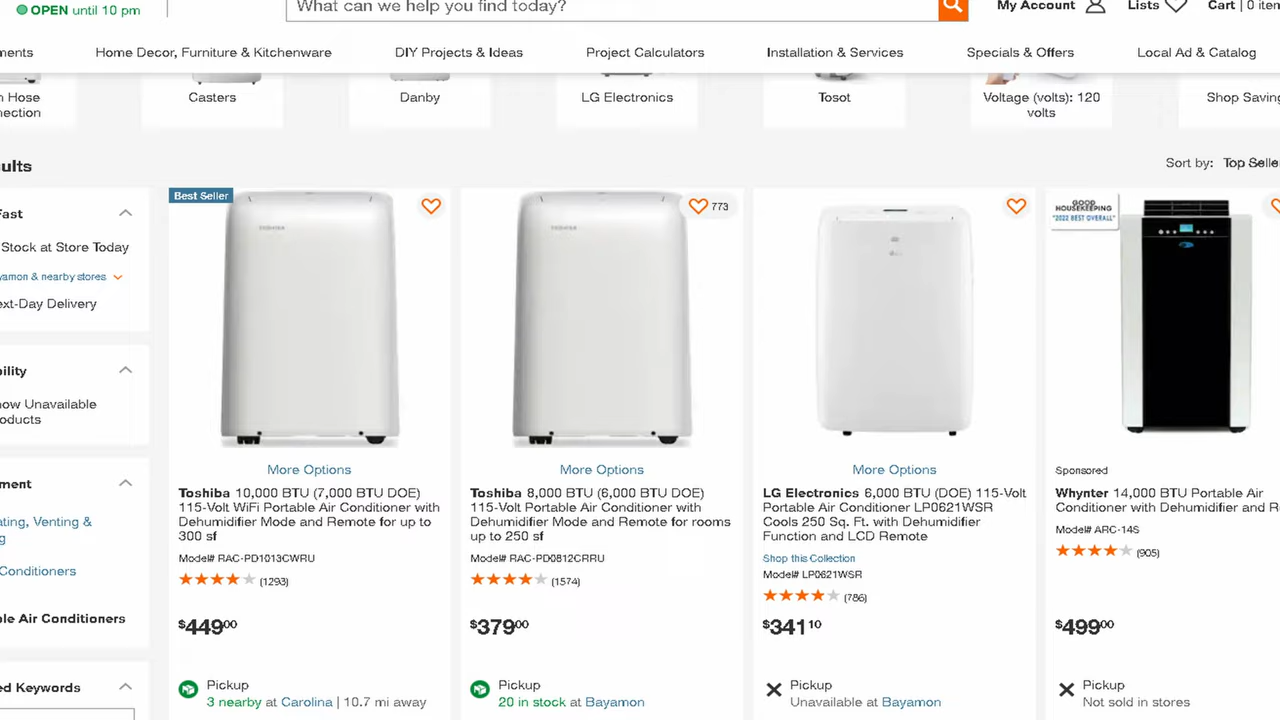 OPEN until 10 pm
What can we help you find today?
My Account
Lists
Cart | 0 item
ments
Home Decor, Furniture & Kitchenware
DIY Projects & Ideas
Project Calculators
Installation & Services
Specials & Offers
Local Ad & Catalog
n Hose
nection
Casters
Danby
LG Electronics
Tosot
Voltage (volts): 120
volts
Shop Saving
ults
Sort by: Top Selle
Fast
Stock at Store Today
yamon & nearby stores
ext-Day Delivery
bility
how Unavailable
oducts
ment
ating, Venting &
g
Conditioners
le Air Conditioners
ed Keywords
Best Seller
TOSHIBA
More Options
Toshiba 10,000 BTU (7,000 BTU DOE)
115-Volt WiFi Portable Air Conditioner with
Dehumidifier Mode and Remote for up to
300 sf
Model# RAC-PD1013CWRU
(1293)
$44900
Pickup
3 nearby at Carolina | 10.7 mi away
773
TOSHIBA
More Options
Toshiba 8,000 BTU (6,000 BTU DOE)
115-Volt Portable Air Conditioner with
Dehumidifier Mode and Remote for rooms
up to 250 sf
Model# RAC-PD0812CRRU
(1574)
$37900
Pickup
20 in stock at Bayamon
LG
More Options
LG Electronics 6,000 BTU (DOE) 115-Volt
Portable Air Conditioner LP0621WSR
Cools 250 Sq. Ft. with Dehumidifier
Function and LCD Remote
Shop this Collection
Model# LP0621WSR
(786)
$34110
Pickup
Unavailable at Bayamon
GOOD
HOUSEKEEPING
"2022 BEST OVERALL"
Sponsored
Whynter 14,000 BTU Portable Air
Conditioner with Dehumidifier and R
Model# ARC-14S
(905)
$49900
Pickup
Not sold in stores